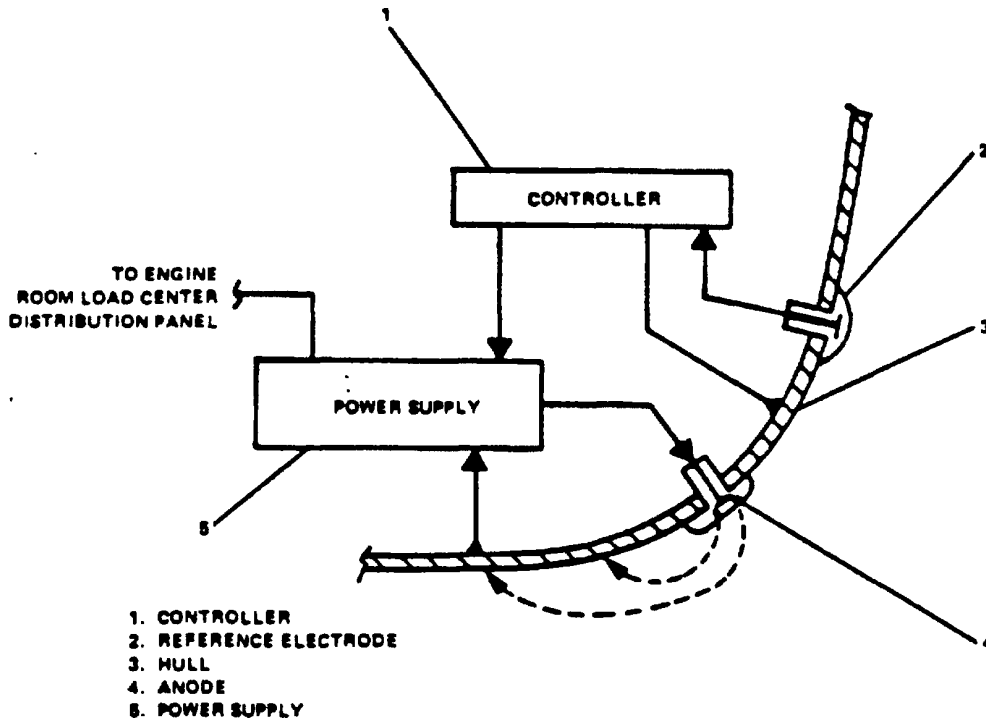 1
2
CONTROLLER
TO ENGINE
ROOM LOAD CENTER
DISTRIBUTION PANEL
3
POWER SUPPLY
5
4
1. CONTROLLER
2. REFERENCE ELECTRODE
3. HULL
4. ANODE
5. POWER SUPPLY